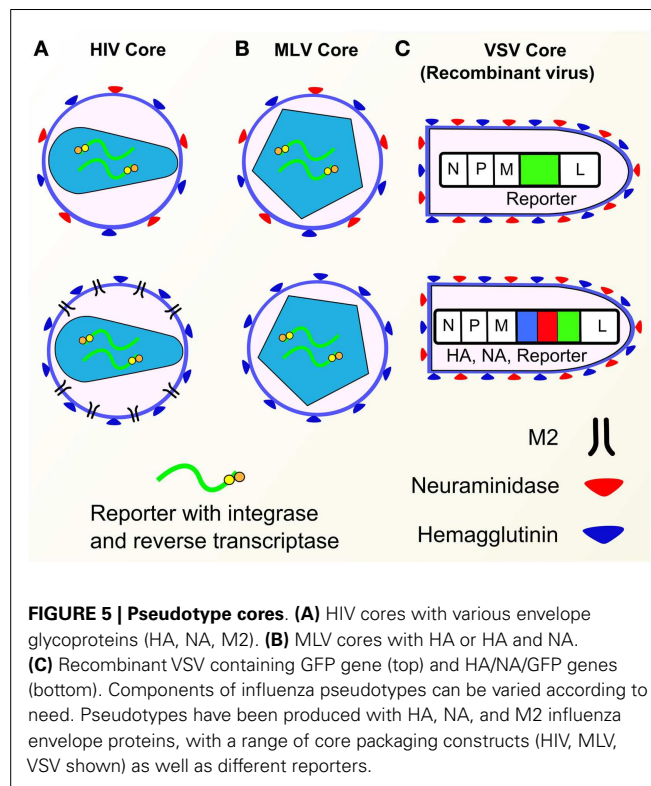 A HIV Core
B MLV Core
C VSV Core
(Recombinant virus)
N P M L
Reporter
N P M L
HA, NA, Reporter
M2
Neuraminidase
Hemagglutinin
Reporter with integrase
and reverse transcriptase
FIGURE 5 | Pseudotype cores. (A) HIV cores with various envelope
glycoproteins (HA, NA, M2). (B) MLV cores with HA or HA and NA.
(C) Recombinant VSV containing GFP gene (top) and HA/NA/GFP genes
(bottom). Components of influenza pseudotypes can be varied according to
need. Pseudotypes have been produced with HA, NA, and M2 influenza
envelope proteins, with a range of core packaging constructs (HIV, MLV,
VSV shown) as well as different reporters.